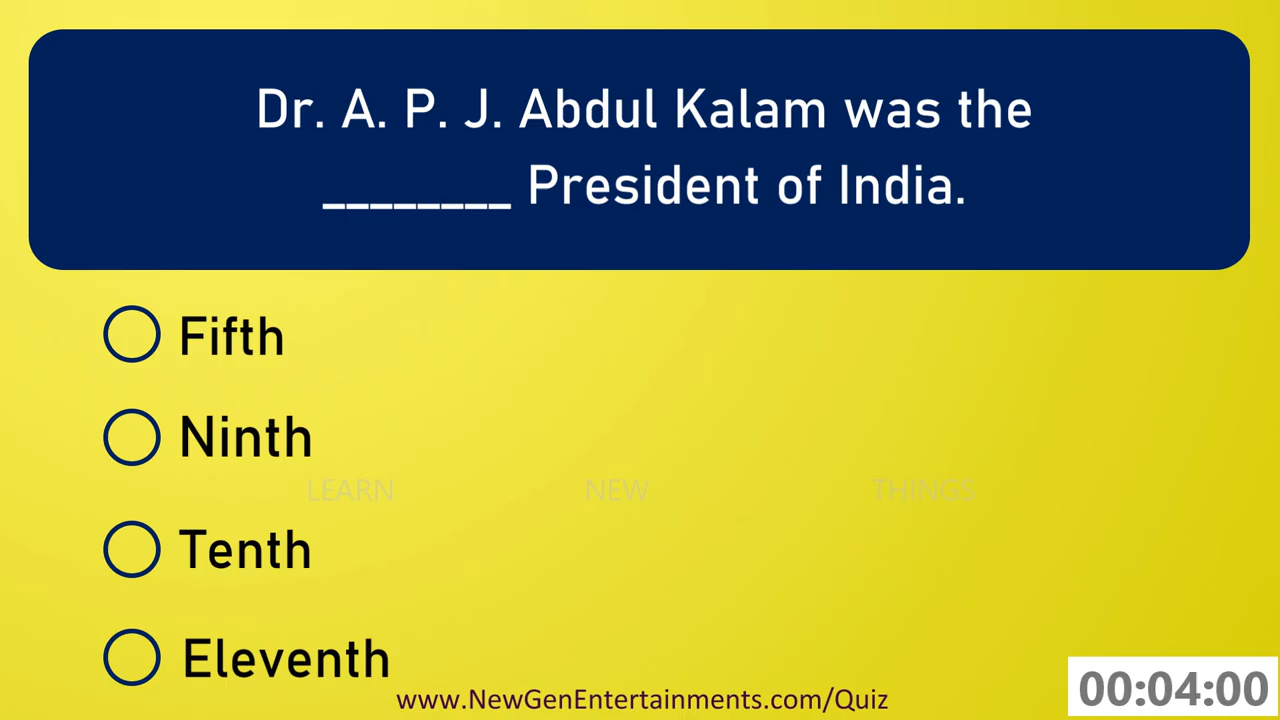 Dr. A. P. J. Abdul Kalam was the
________ President of India.
Fifth
Ninth
LEARN NEW THINGS
Tenth
Eleventh
www.NewGenEntertainments.com/Quiz
00:04:00